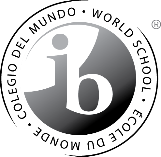 COLEGIO DEL MUNDO • WORLD SCHOOL • ÉCOLE DU MONDE •
ib
®